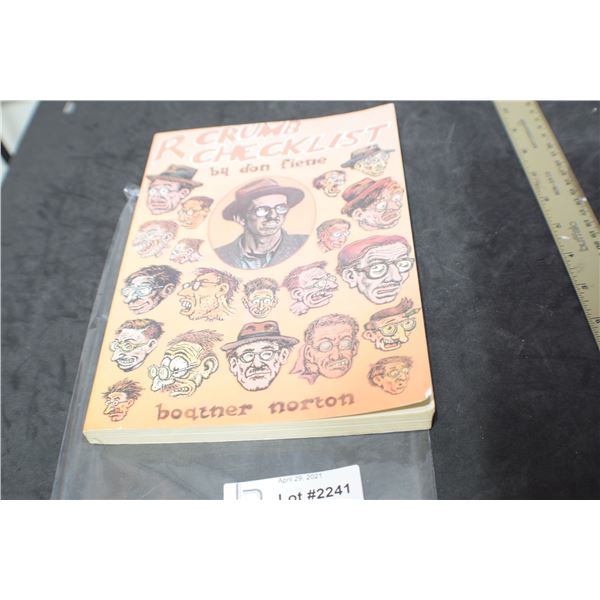 R CRUMB
CHECKLIST
by don fiene
boatner norton
April 29, 2021
Lot #2241